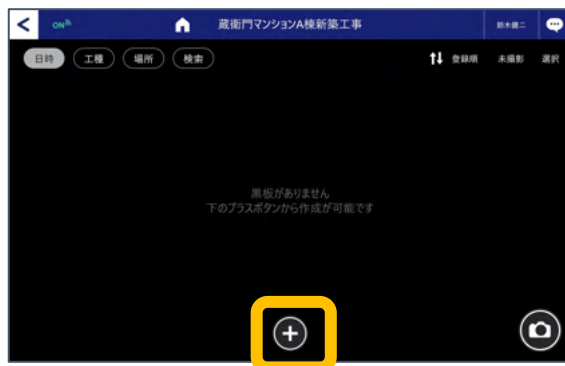 ON
蔵衛門マンションA棟新築工事
鈴木健二
日時 工種 場所 検索
登録順 未撮影 選択
黒板がありません
下のプラスボタンから作成が可能です